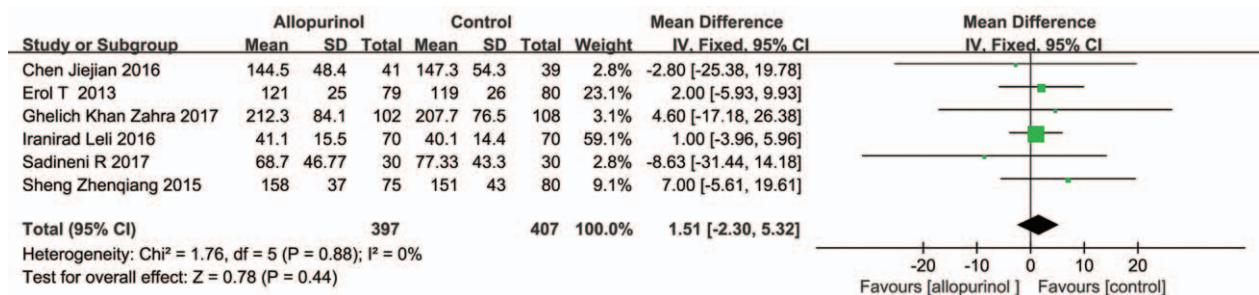 Allopurinol Control Mean Difference Mean Difference
Study or Subgroup Mean SD Total Mean SD Total Weight IV, Fixed, 95% CI IV, Fixed, 95% CI
Chen Jiejian 2016 144.5 48.4 41 147.3 54.3 39 2.8% -2.80 [-25.38, 19.78]
Erol T 2013 121 25 79 119 26 80 23.1% 2.00 [-5.93, 9.93]
Ghelich Khan Zahra 2017 212.3 84.1 102 207.7 76.5 108 3.1% 4.60 [-17.18, 26.38]
Iranirad Leli 2016 41.1 15.5 70 40.1 14.4 70 59.1% 1.00 [-3.96, 5.96]
Sadineni R 2017 68.7 46.77 30 77.33 43.3 30 2.8% -8.63 [-31.44, 14.18]
Sheng Zhenqiang 2015 158 37 75 151 43 80 9.1% 7.00 [-5.61, 19.61]
Total (95% CI) 397 407 100.0% 1.51 [-2.30, 5.32]
Heterogeneity: Chi² = 1.76, df = 5 (P = 0.88); I² = 0%
Test for overall effect: Z = 0.78 (P = 0.44)
-20 -10 0 10 20
Favours [allopurinol ] Favours [control]